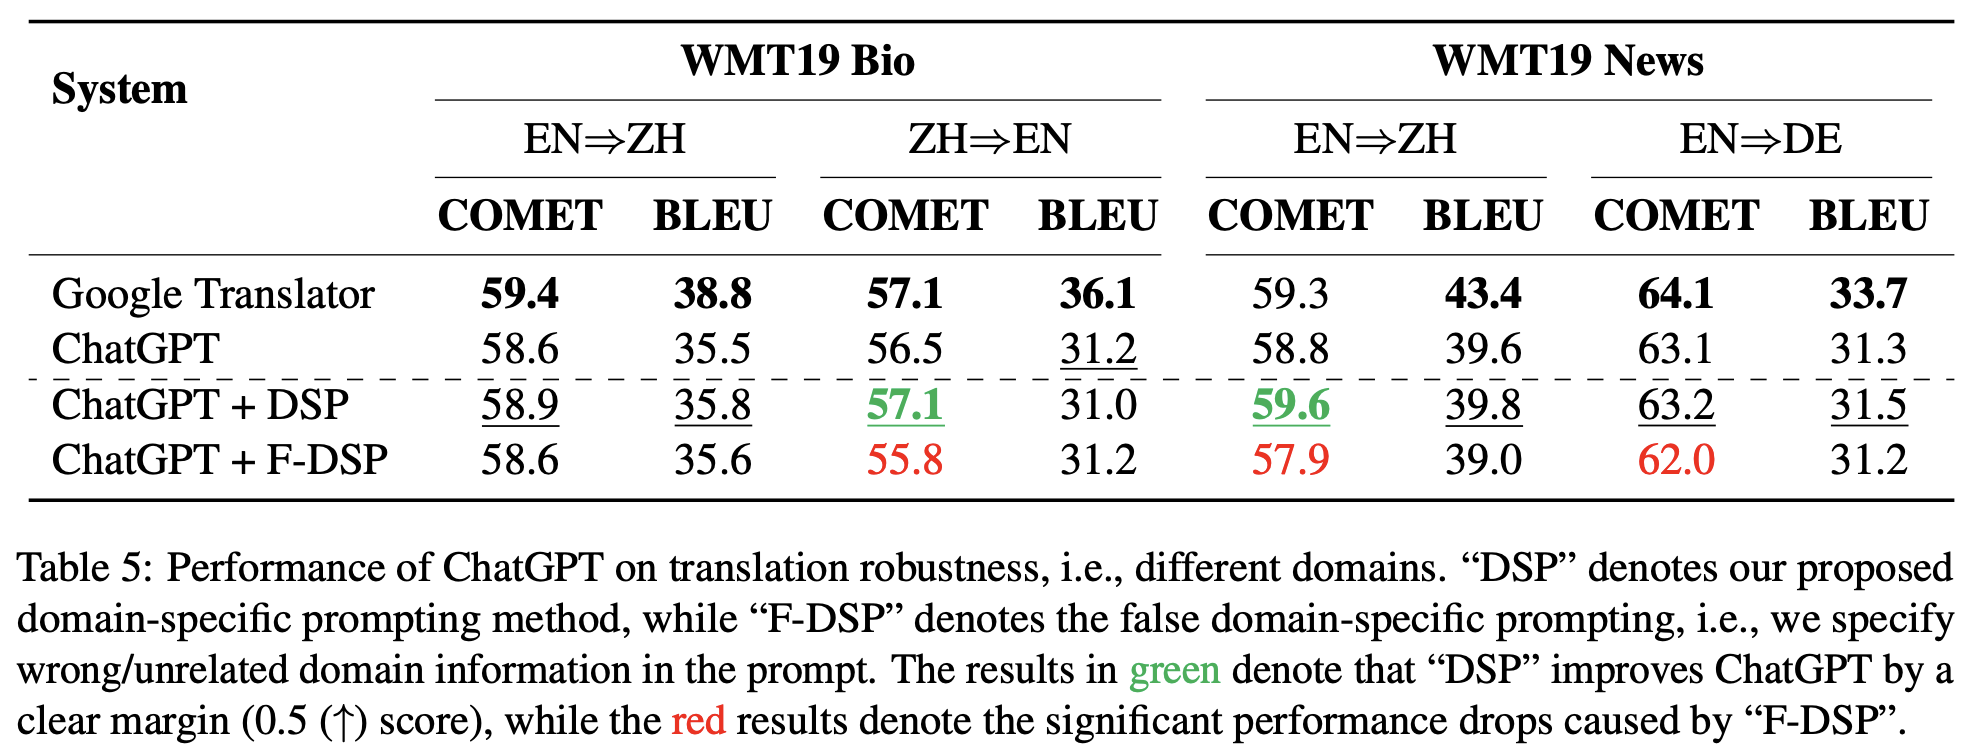 System WMT19 Bio WMT19 News
EN⇒ZH ZH⇒EN EN⇒ZH EN⇒DE
COMET BLEU COMET BLEU COMET BLEU COMET BLEU
Google Translator 59.4 38.8 57.1 36.1 59.3 43.4 64.1 33.7
ChatGPT 58.6 35.5 56.5 31.2 58.8 39.6 63.1 31.3
ChatGPT + DSP 58.9 35.8 57.1 31.0 59.6 39.8 63.2 31.5
ChatGPT + F-DSP 58.6 35.6 55.8 31.2 57.9 39.0 62.0 31.2
Table 5: Performance of ChatGPT on translation robustness, i.e., different domains. “DSP” denotes our proposed
domain-specific prompting method, while “F-DSP” denotes the false domain-specific prompting, i.e., we specify
wrong/unrelated domain information in the prompt. The results in green denote that “DSP” improves ChatGPT by a
clear margin (0.5 (↑) score), while the red results denote the significant performance drops caused by “F-DSP”.